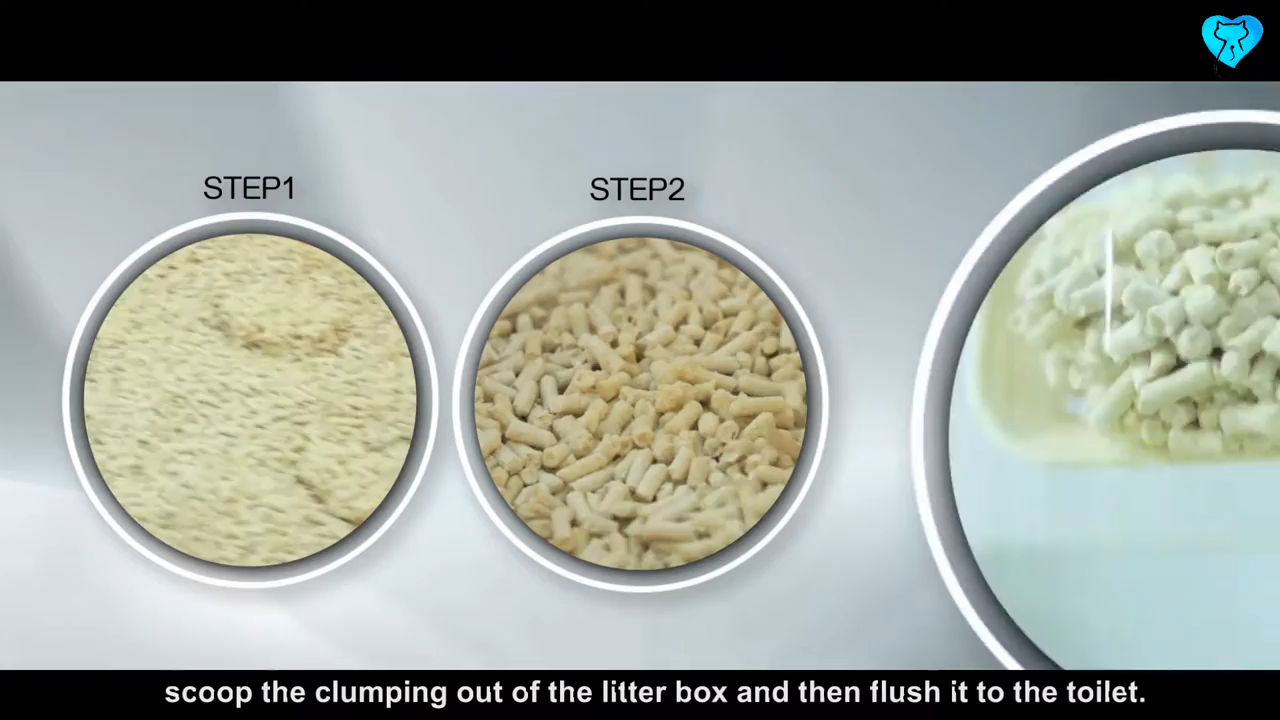 STEP1
STEP2
scoop the clumping out of the litter box and then flush it to the toilet.